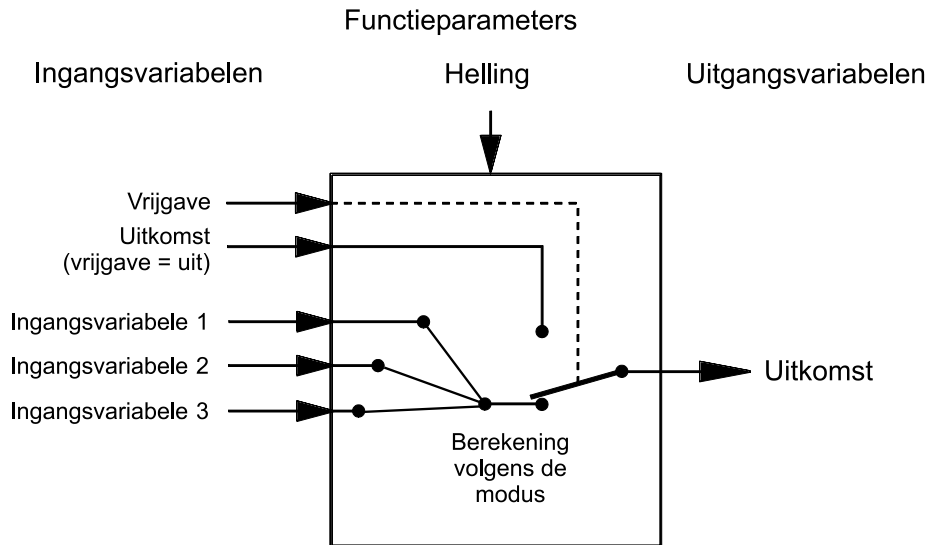 Functieparameters
Ingangsvariabelen
Helling
Uitgangsvariabelen
Vrijgave
Uitkomst
(vrijgave = uit)
Ingangsvariabele 1
Ingangsvariabele 2
Ingangsvariabele 3
Uitkomst
Berekening
volgens de
modus